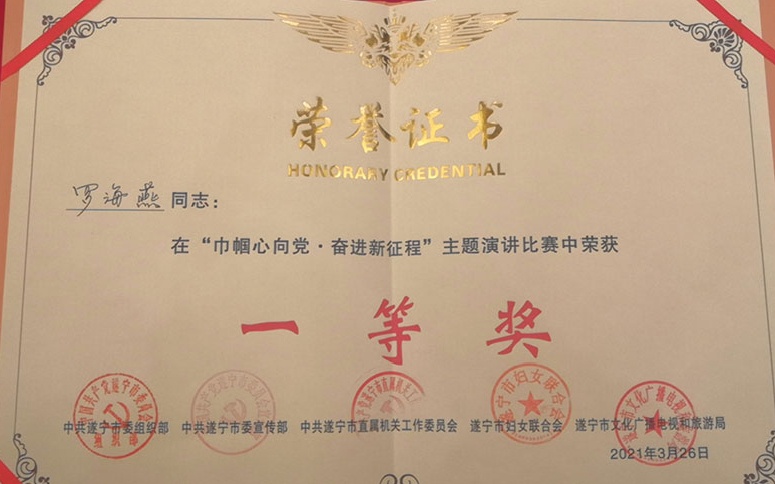 荣誉证书
HONORARY CREDENTIAL
罗海燕同志：
在“巾帼心向党·奋进新征程”主题演讲比赛中荣获
一等奖
中共遂宁市委组织部 中共遂宁市委宣传部 中共遂宁市直属机关工作委员会 遂宁市妇女联合会 遂宁市文化广播电视和旅游局
2021年3月26日